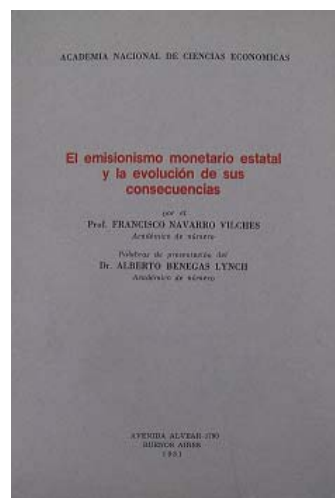 ACADEMIA NACIONAL DE CIENCIAS ECONOMICAS
El emisionismo monetario estatal
y la evolución de sus
consecuencias
por el
Prof. FRANCISCO NAVARRO VILCHES
Académico de número
Palabras de presentación del
Dr. ALBERTO BENEGAS LYNCH
Académico de número
AVENIDA ALVEAR 1790
BUENOS AIRES
1981